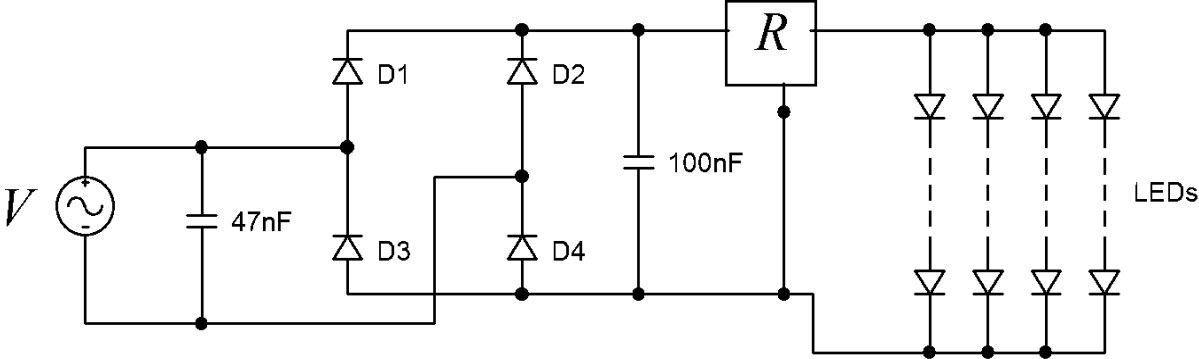 R
D1
D2
100nF
LEDs
V
+
-
47nF
D3
D4